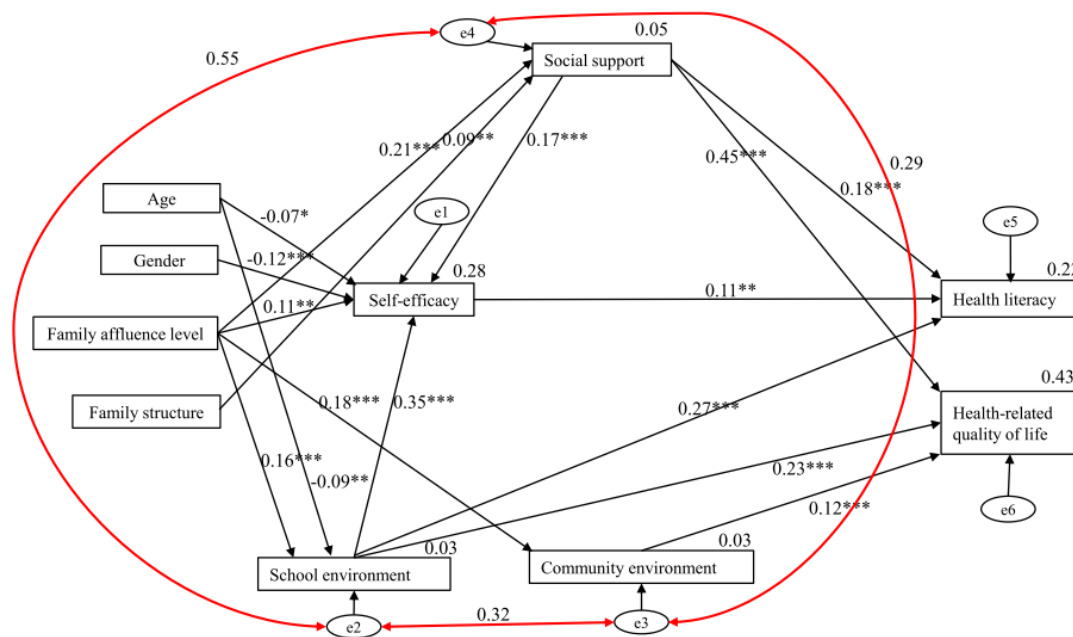 e4
0.05
0.55
Social support
0.21***
0.09**
0.17***
0.45***
0.29
0.18***
Age
-0.07*
e1
e5
Gender
-0.12***
0.28
0.22
Self-efficacy
0.11**
0.11**
Health literacy
Family affluence level
0.43
Family structure
0.18***
0.35***
0.27***
Health-related
quality of life
0.16***
-0.09**
0.23***
0.12***
e6
0.03
0.03
School environment
Community environment
0.32
e2
e3